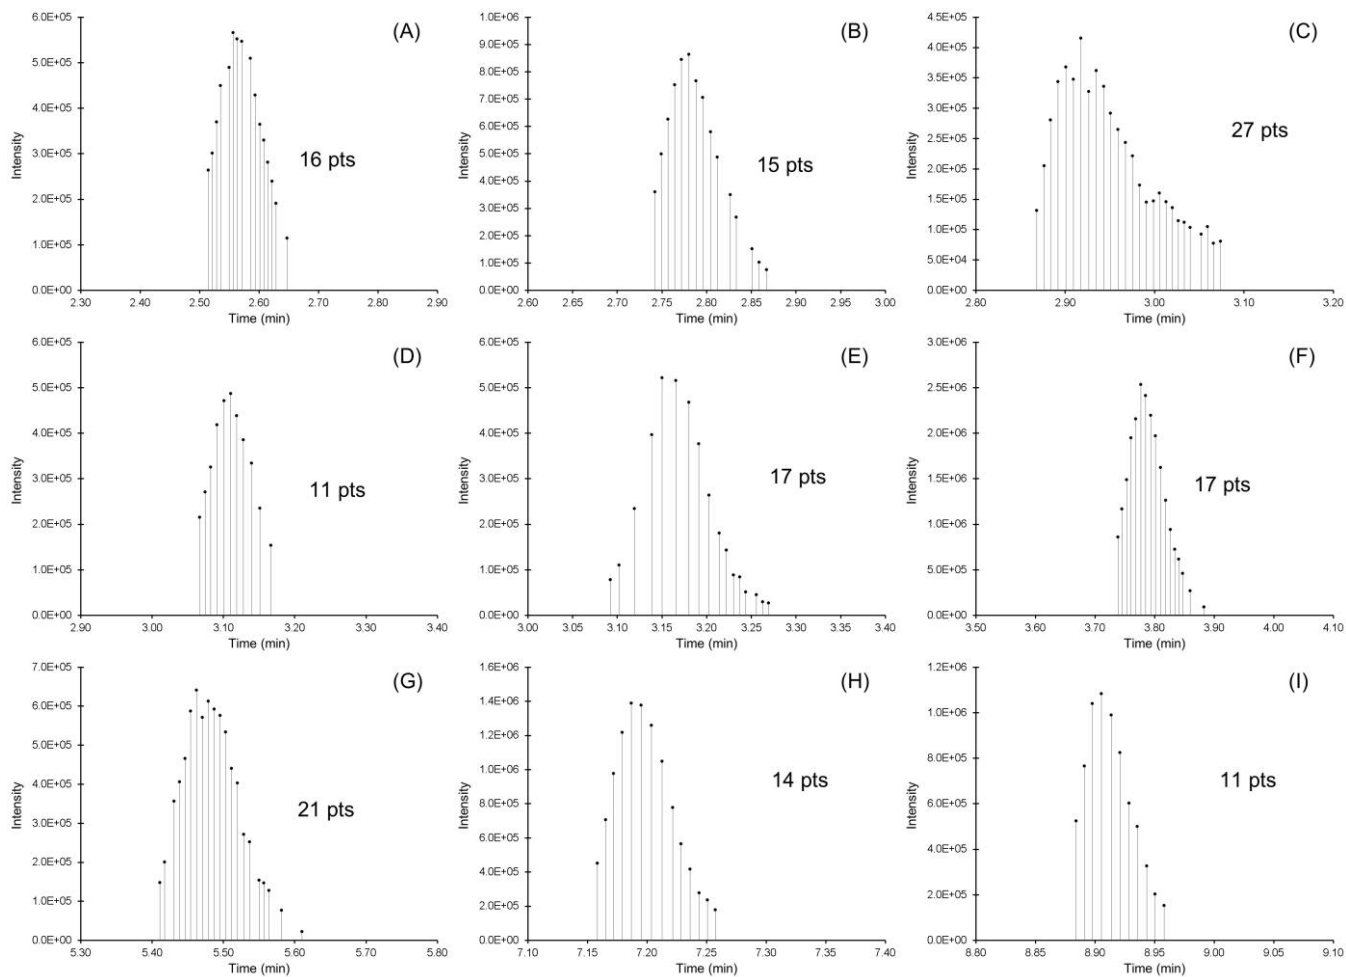 (A)
Intensity
6.0E+05
5.0E+05
4.0E+05
3.0E+05
2.0E+05
1.0E+05
0.0E+00
16 pts
2.30 2.40 2.50 2.60 2.70 2.80 2.90
Time (min)
(B)
Intensity
1.0E+06
9.0E+05
8.0E+05
7.0E+05
6.0E+05
5.0E+05
4.0E+05
3.0E+05
2.0E+05
1.0E+05
0.0E+00
15 pts
2.60 2.65 2.70 2.75 2.80 2.85 2.90 2.95 3.00
Time (min)
(C)
Intensity
4.5E+05
4.0E+05
3.5E+05
3.0E+05
2.5E+05
2.0E+05
1.5E+05
1.0E+05
5.0E+04
0.0E+00
27 pts
2.80 2.90 3.00 3.10 3.20
Time (min)
(D)
Intensity
6.0E+05
5.0E+05
4.0E+05
3.0E+05
2.0E+05
1.0E+05
0.0E+00
11 pts
2.90 3.00 3.10 3.20 3.30 3.40
Time (min)
(E)
Intensity
6.0E+05
5.0E+05
4.0E+05
3.0E+05
2.0E+05
1.0E+05
0.0E+00
17 pts
3.00 3.05 3.10 3.15 3.20 3.25 3.30 3.35 3.40
Time (min)
(F)
Intensity
3.0E+06
2.5E+06
2.0E+06
1.5E+06
1.0E+06
5.0E+05
0.0E+00
17 pts
3.50 3.60 3.70 3.80 3.90 4.00 4.10
Time (min)
(G)
Intensity
7.0E+05
6.0E+05
5.0E+05
4.0E+05
3.0E+05
2.0E+05
1.0E+05
0.0E+00
21 pts
5.30 5.40 5.50 5.60 5.70 5.80
Time (min)
(H)
Intensity
1.6E+06
1.4E+06
1.2E+06
1.0E+06
8.0E+05
6.0E+05
4.0E+05
2.0E+05
0.0E+00
14 pts
7.10 7.15 7.20 7.25 7.30 7.35 7.40
Time (min)
(I)
Intensity
1.2E+06
1.0E+06
8.0E+05
6.0E+05
4.0E+05
2.0E+05
0.0E+00
11 pts
8.80 8.85 8.90 8.95 9.00 9.05 9.10
Time (min)